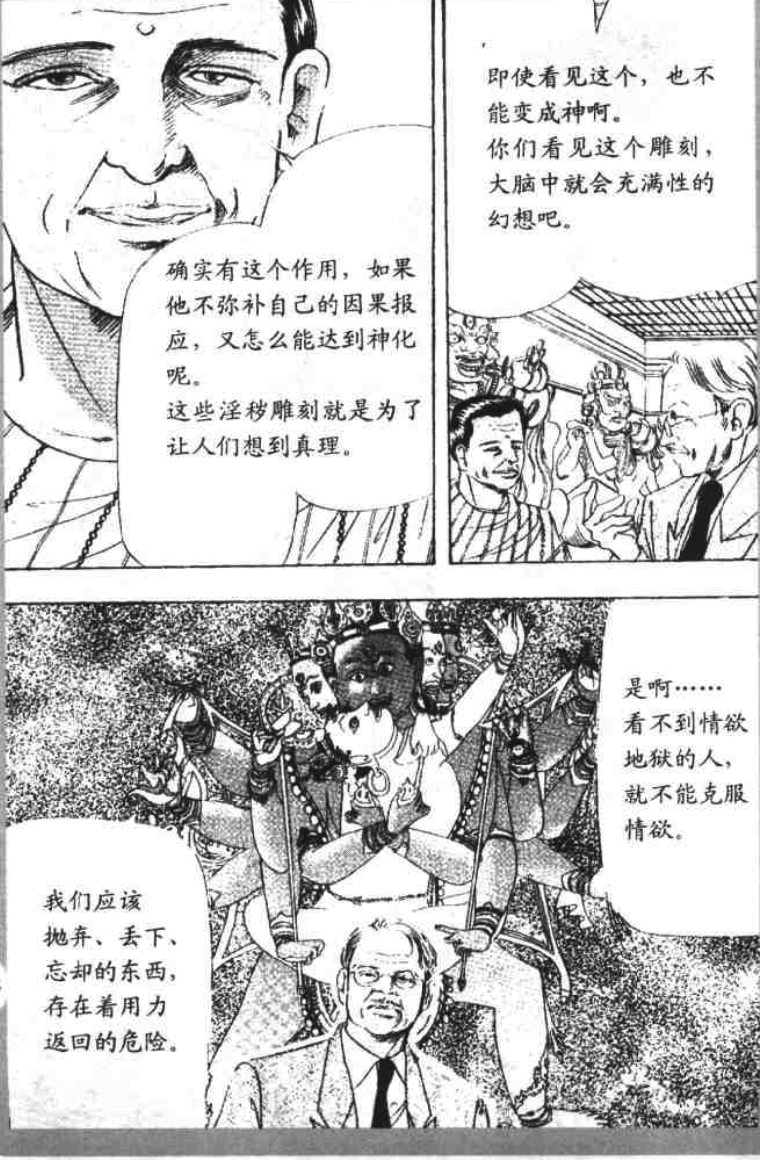 即使看见这个，也不
能变成神啊。
你们看见这个雕刻，
大脑中就会充满性的
幻想吧。
确实有这个作用，如果
他不弥补自己的因果报
应，又怎么能达到神化
呢。
这些淫秽雕刻就是为了
让人们想到真理。
是啊……
看不到情欲
地狱的人，
就不能克服
情欲。
我们应该
抛弃、丢下、
忘却的东西，
存在着用力
返回的危险。